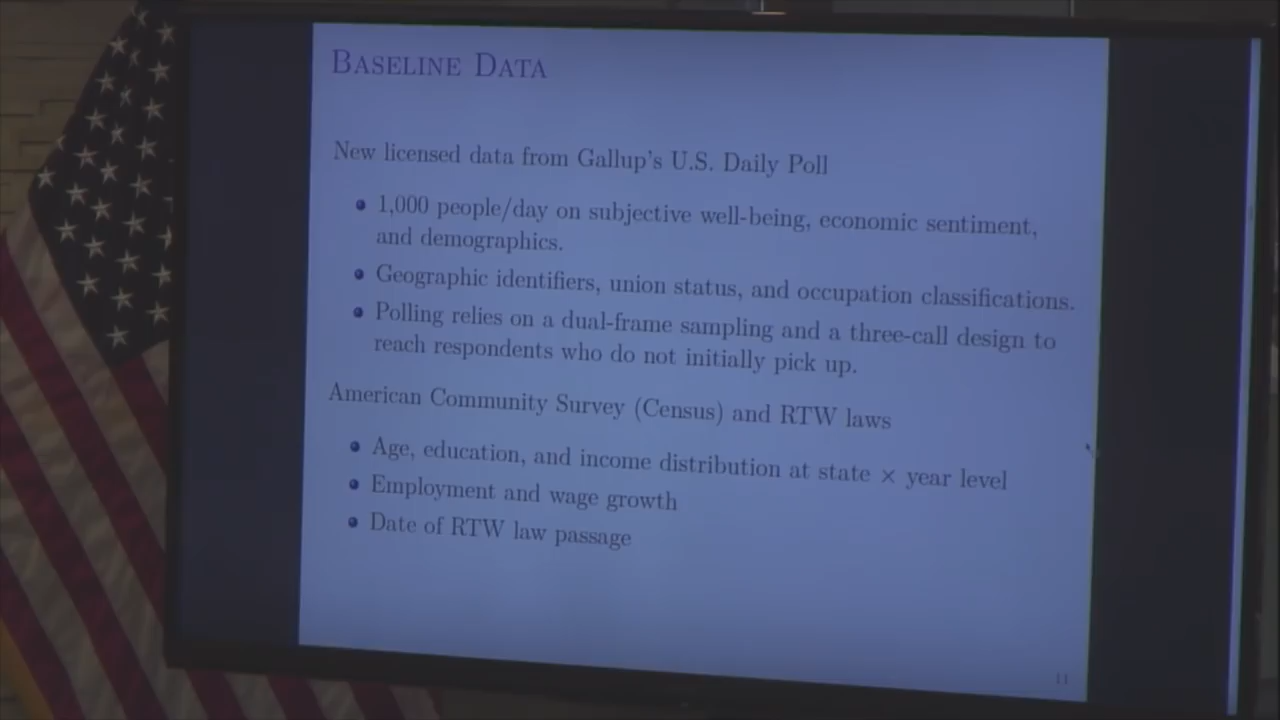 Baseline Data
New licensed data from Gallup's U.S. Daily Poll
1,000 people/day on subjective well-being, economic sentiment,
and demographics.
Geographic identifiers, union status, and occupation classifications.
Polling relies on a dual-frame sampling and a three-call design to
reach respondents who do not initially pick up.
American Community Survey (Census) and RTW laws
Age, education, and income distribution at state × year level
Employment and wage growth
Date of RTW law passage
11